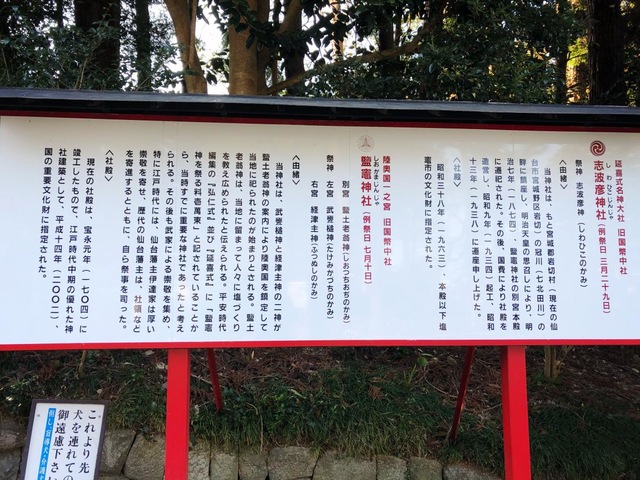 延喜式名神大社 旧国幣中社
しわひこじんじゃ
志波彦神社（例祭日 三月二十九日）
祭神 志波彦神（しわひこのかみ）
〈由緒〉
当神社は、もと宮城郡岩切村（現在の仙
台市宮城野区岩切）の冠川（七北田川）の
畔に鎮座し、明治天皇の思召しにより、明
治七年（一八七四）、鹽竈神社の別宮本殿
に遷祀された。その後、国費により社殿を
造営し、昭和九年（一九三四）起工、昭和
十三年（一九三八）に遷座申し上げた。
〈社殿〉
昭和三十八年（一九六三）、本殿以下塩
竈市の文化財に指定された。
陸奥國一之宮 旧国幣中社
しおがまじんじゃ
鹽竈神社（例祭日 七月十日）
別宮 鹽土老翁神（しおつちおぢのかみ）
祭神 左宮 武甕槌神（たけみかつちのかみ）
右宮 経津主神（ふつぬしのかみ）
〈由緒〉
当神社は、武甕槌神と経津主神の二神が
鹽土老翁神の案内により陸奥国を鎮定して
当地に祀られたのが始まりとされる。鹽土
老翁神は、当地に留まって人々に塩づくり
を教え広められたと伝えられる。平安時代
編集の『弘仁式』並びに『延喜式』に「鹽竈
神を祭る料壱萬束」と記されていることか
ら、当時すでに重要な神社であったと考え
られる。その後も武家による崇敬を集め、
特に江戸時代には、仙台藩主伊達家は厚い
崇敬を寄せ、歴代の仙台藩主は、社領など
を寄進するとともに、自ら祭事を司った。
〈社殿〉
現在の社殿は、宝永元年（一七〇四）に
竣工したもので、江戸時代中期の優れた神
社建築として、平成十四年（二〇〇二）、
国の重要文化財に指定された。
これより先
犬を連れての
御遠慮下さい